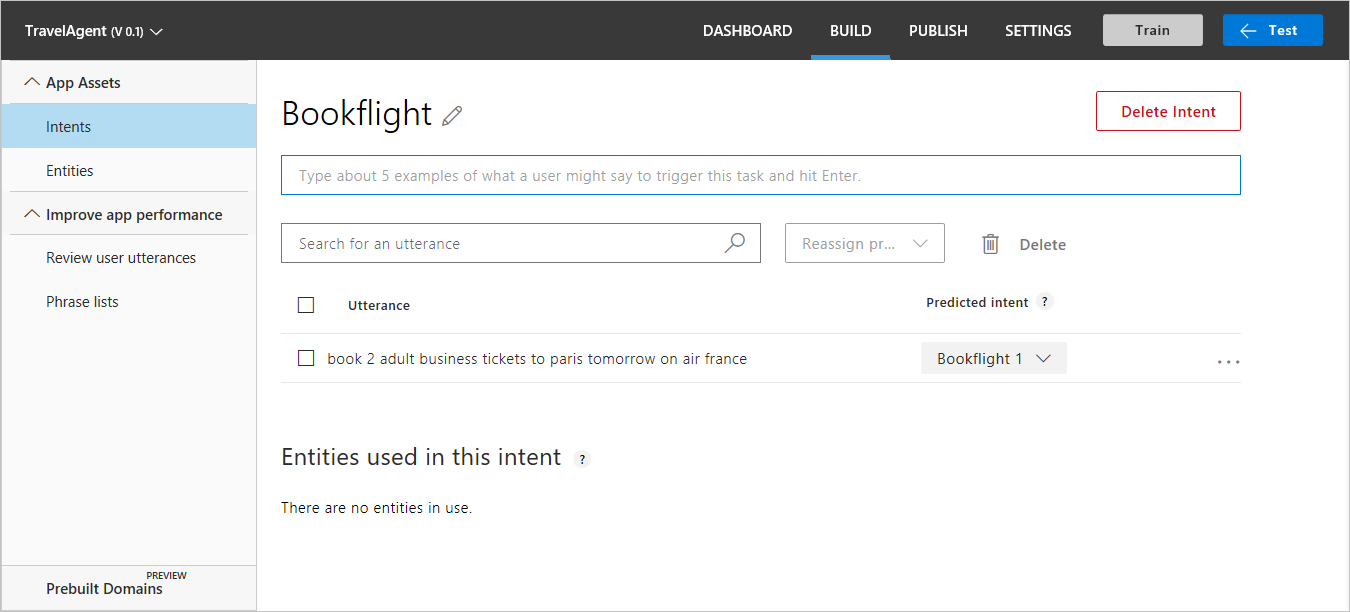 TravelAgent (V 0.1)
DASHBOARD
BUILD
PUBLISH
SETTINGS
Train
Test
App Assets
Intents
Entities
Improve app performance
Review user utterances
Phrase lists
PREVIEW
Prebuilt Domains
Bookflight
Delete Intent
Type about 5 examples of what a user might say to trigger this task and hit Enter.
Search for an utterance
Reassign pr...
Delete
Utterance
Predicted intent ?
book 2 adult business tickets to paris tomorrow on air france
Bookflight 1
...
Entities used in this intent ?
There are no entities in use.